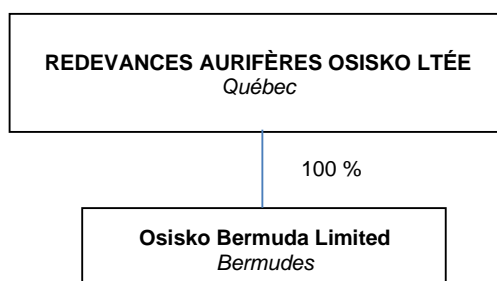 REDEVANCES AURIFÈRES OSISKO LTÉE
Québec
100 %
Osisko Bermuda Limited
Bermudes